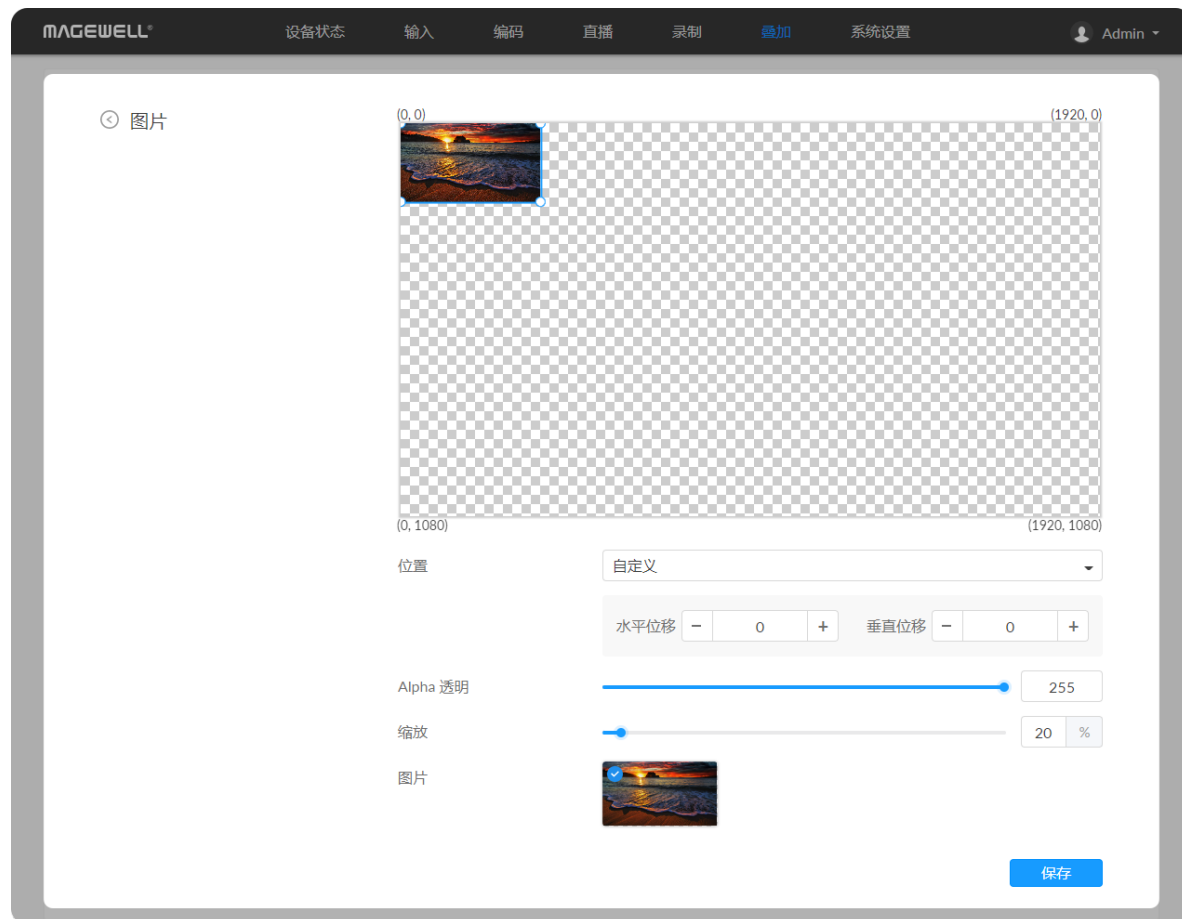 MAGEWELL®
设备状态 输入 编码 直播 录制 叠加 系统设置 Admin
图片
(0, 0) (1920, 0)
(0, 1080) (1920, 1080)
位置 自定义
水平位移 − 0 + 垂直位移 − 0 +
Alpha 透明 255
缩放 20 %
图片
保存